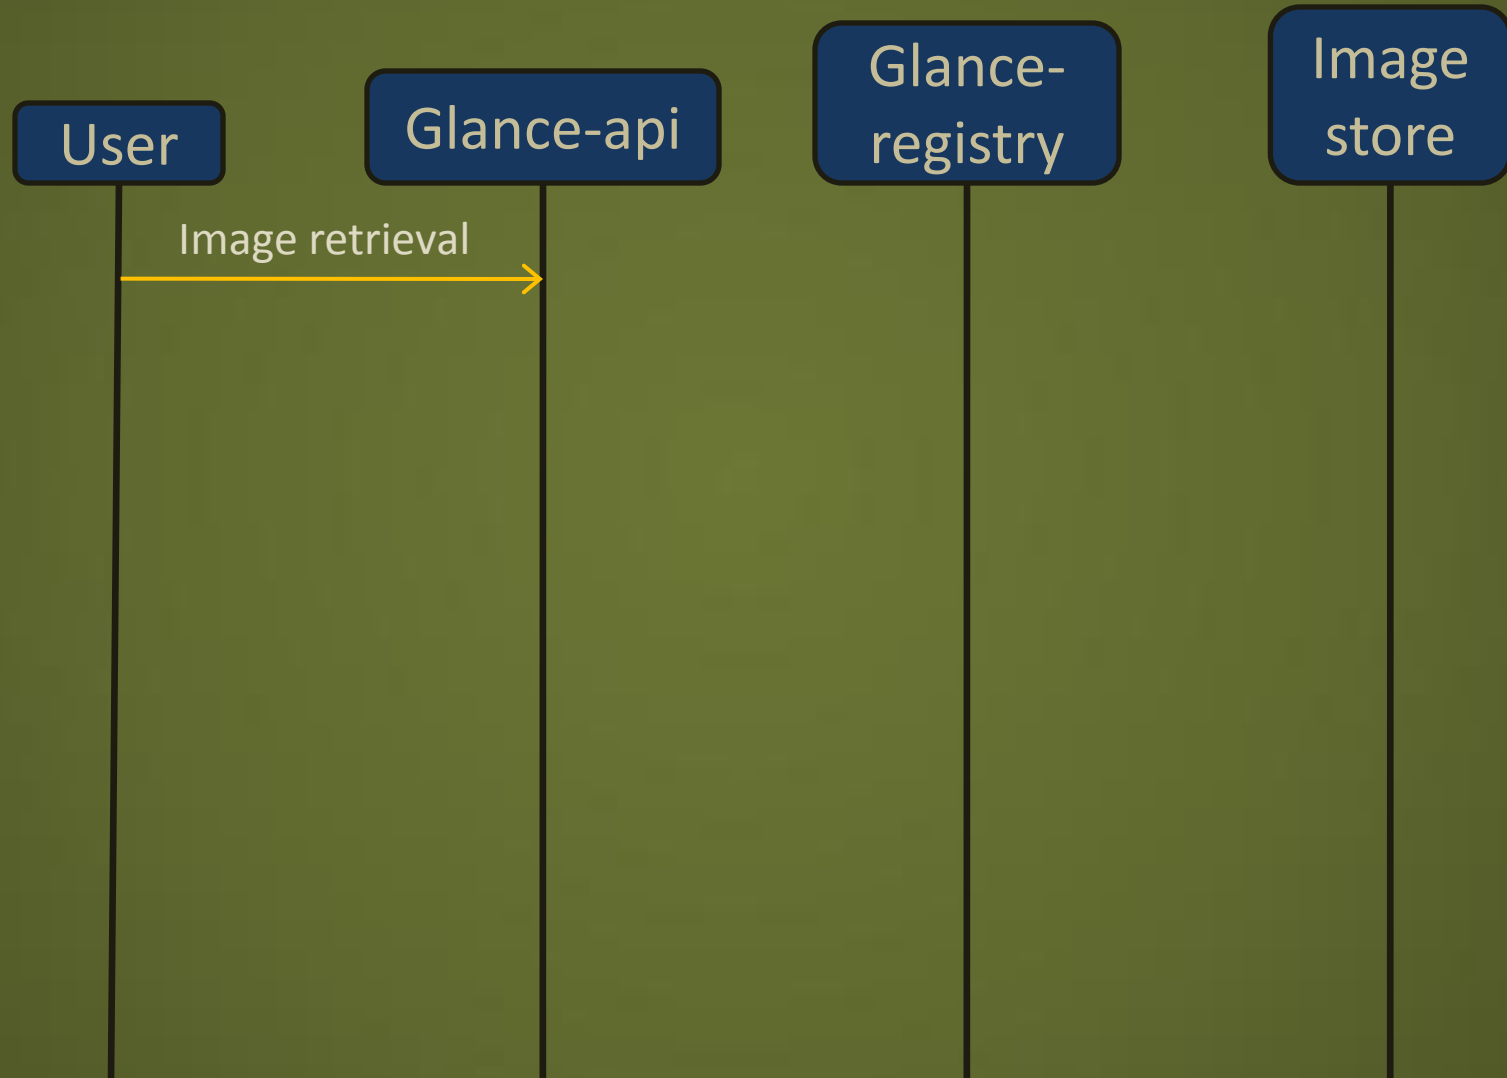 User
Glance-api
Glance-
registry
Image
store
Image retrieval